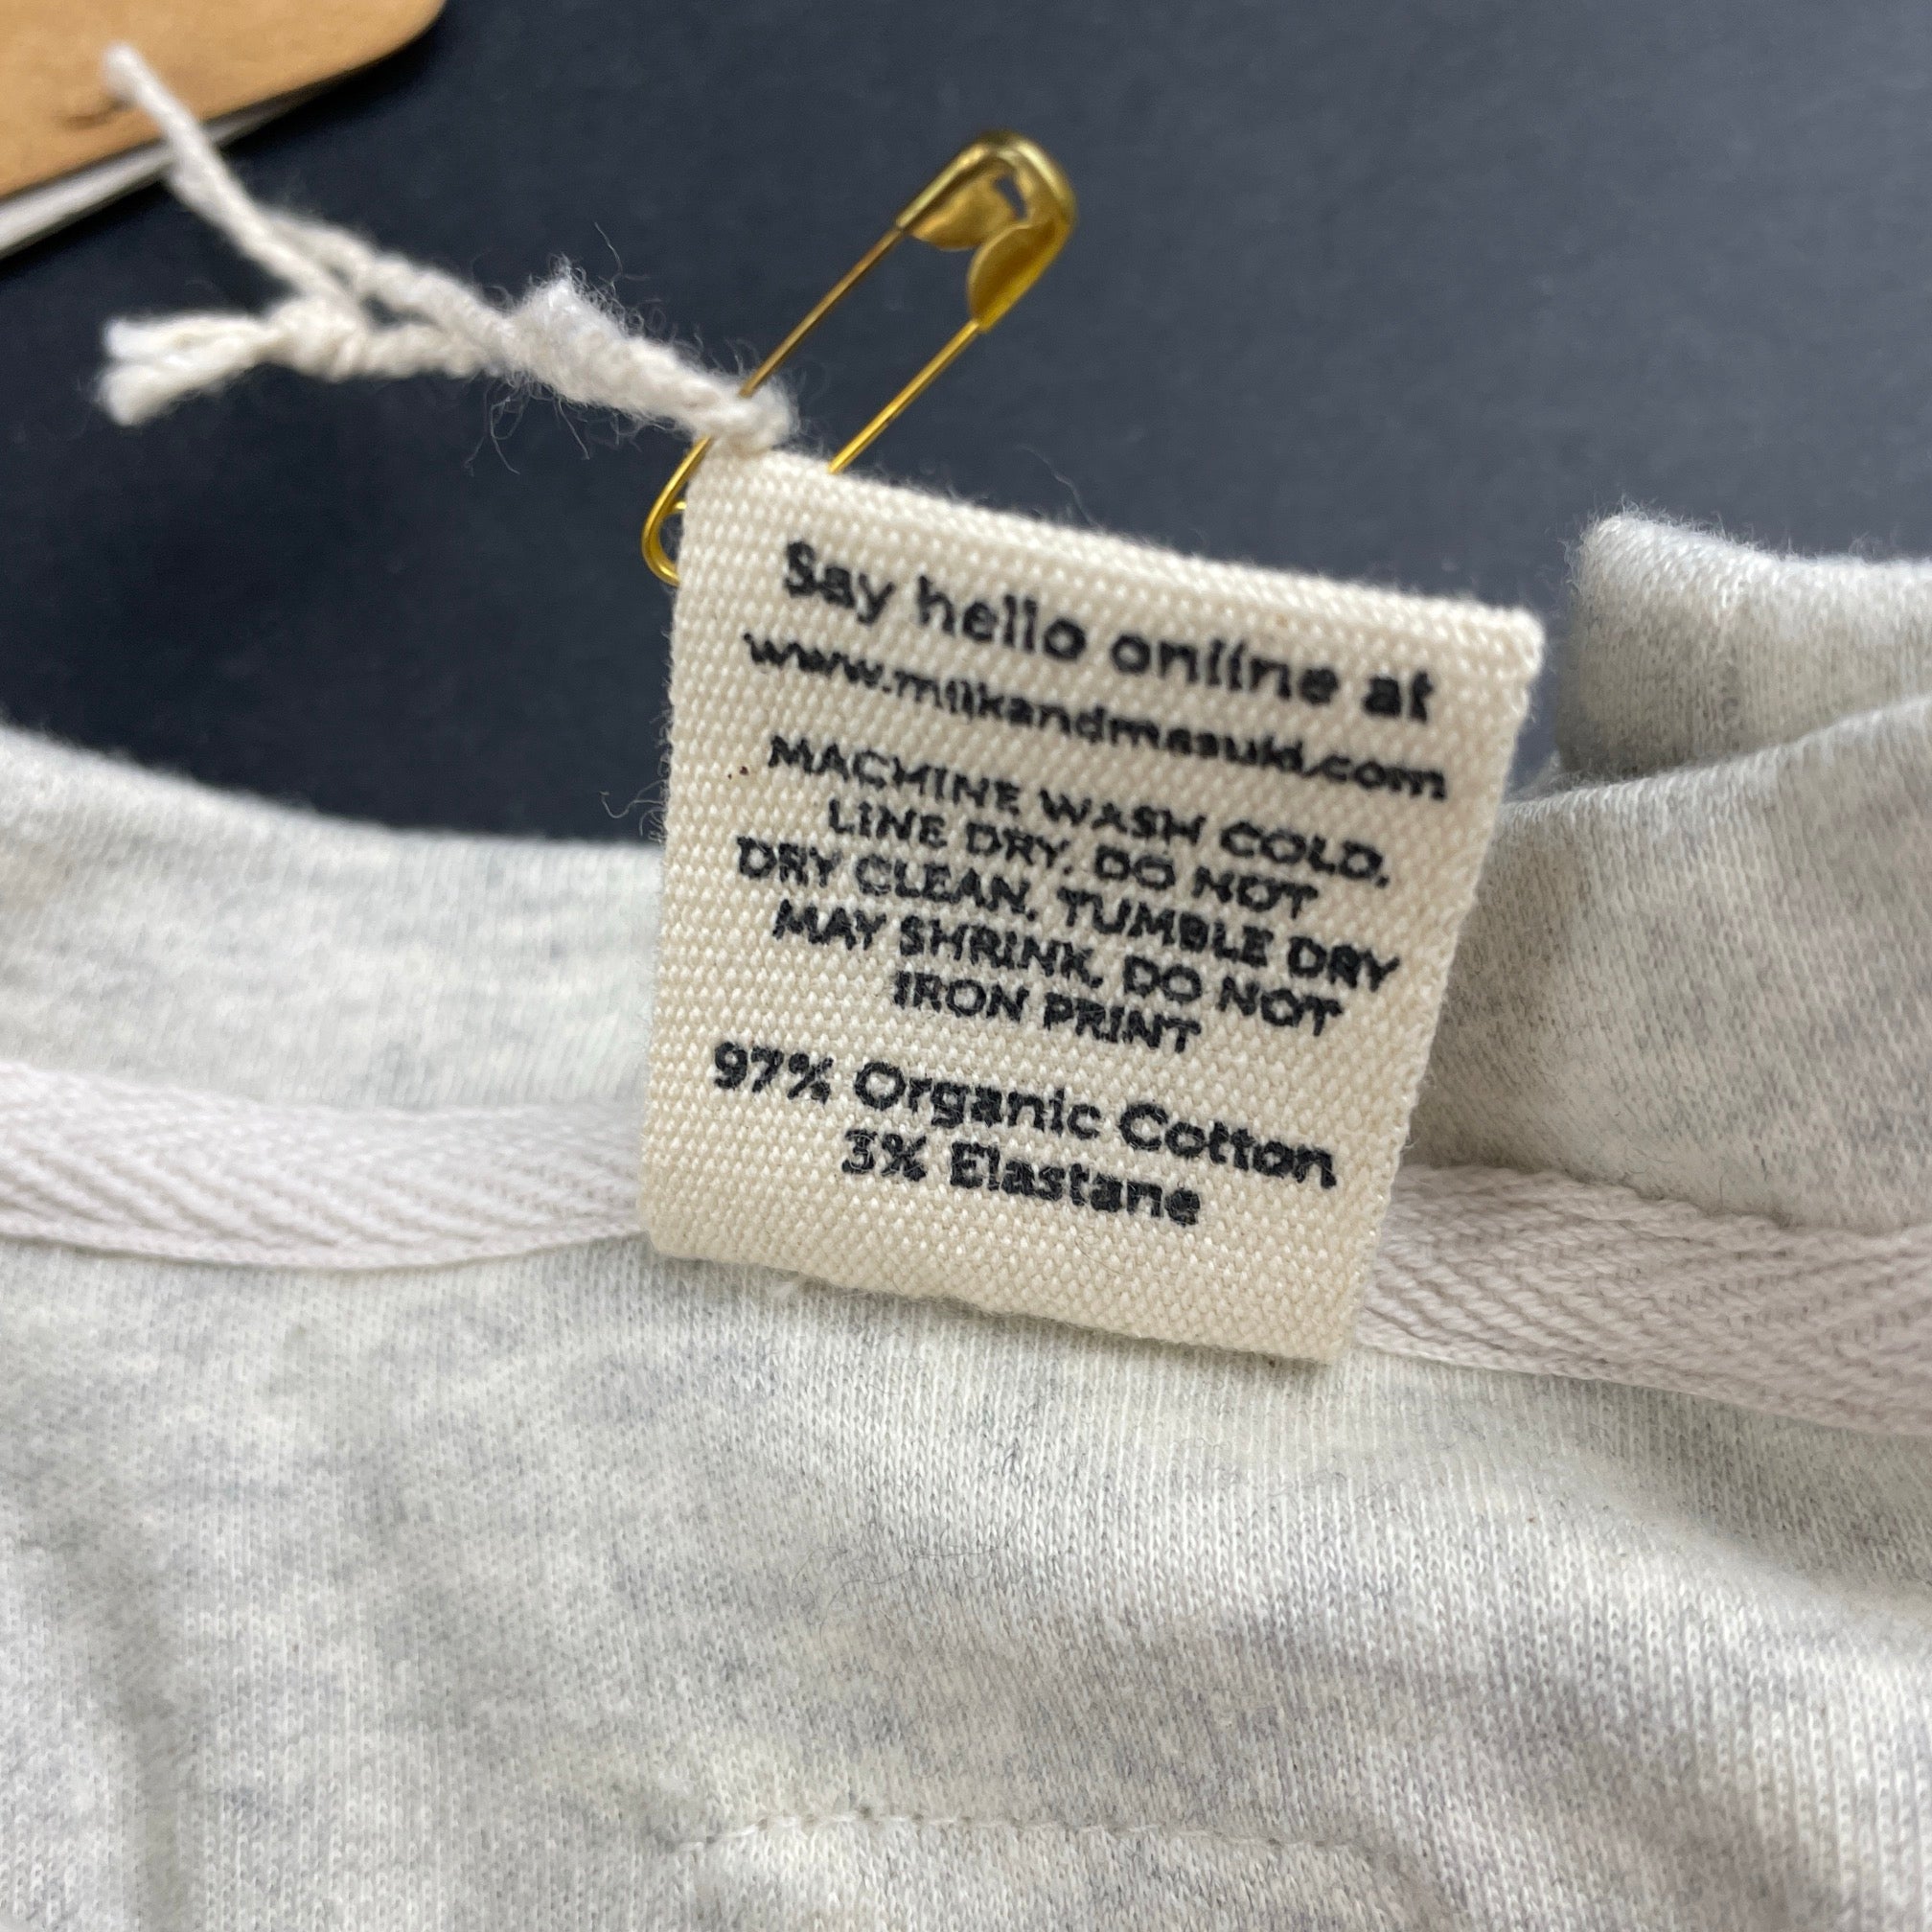 Say hello online at
www.milkandmasuki.com
MACHINE WASH COLD,
LINE DRY. DO NOT
DRY CLEAN. TUMBLE DRY
MAY SHRINK, DO NOT
IRON PRINT
97% Organic Cotton
3% Elastane